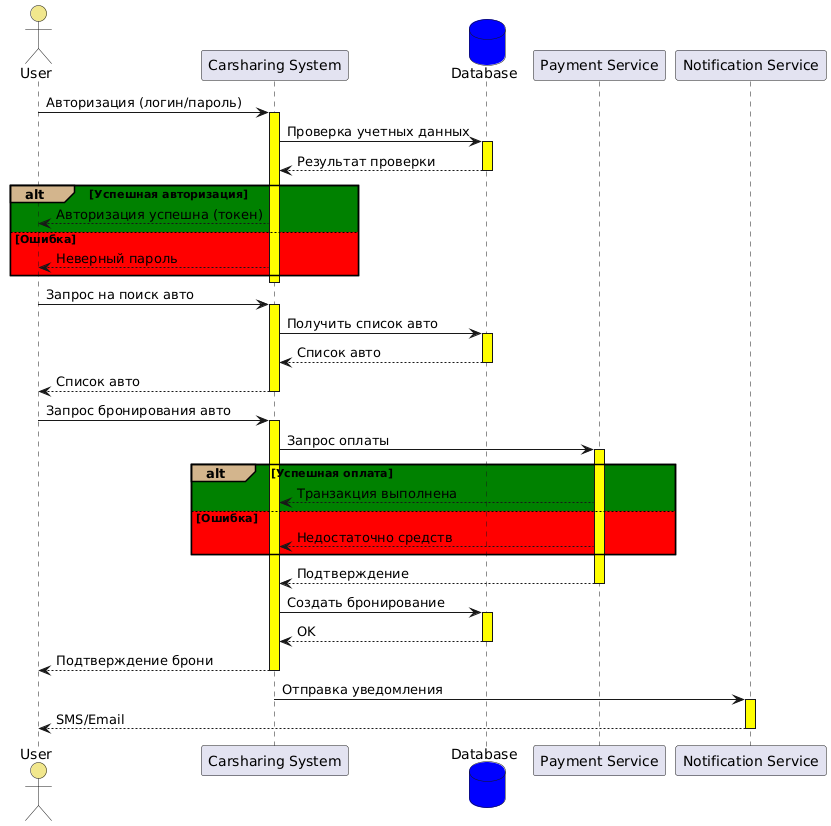 User
Carsharing System
Database
Payment Service
Notification Service
Авторизация (логин/пароль)
Проверка учетных данных
Результат проверки
alt [Успешная авторизация]
Авторизация успешна (токен)
[Ошибка]
Неверный пароль
Запрос на поиск авто
Получить список авто
Список авто
Список авто
Запрос бронирования авто
Запрос оплаты
alt [Успешная оплата]
Транзакция выполнена
[Ошибка]
Недостаточно средств
Подтверждение
Создать бронирование
OK
Подтверждение брони
Отправка уведомления
SMS/Email
User
Carsharing System
Database
Payment Service
Notification Service